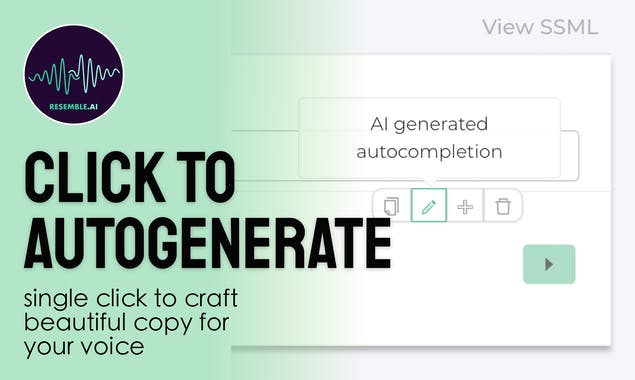 View SSML
RESEMBLE.AI
AI generated
autocompletion
CLICK TO
AUTOGENERATE
single click to craft
beautiful copy for
your voice